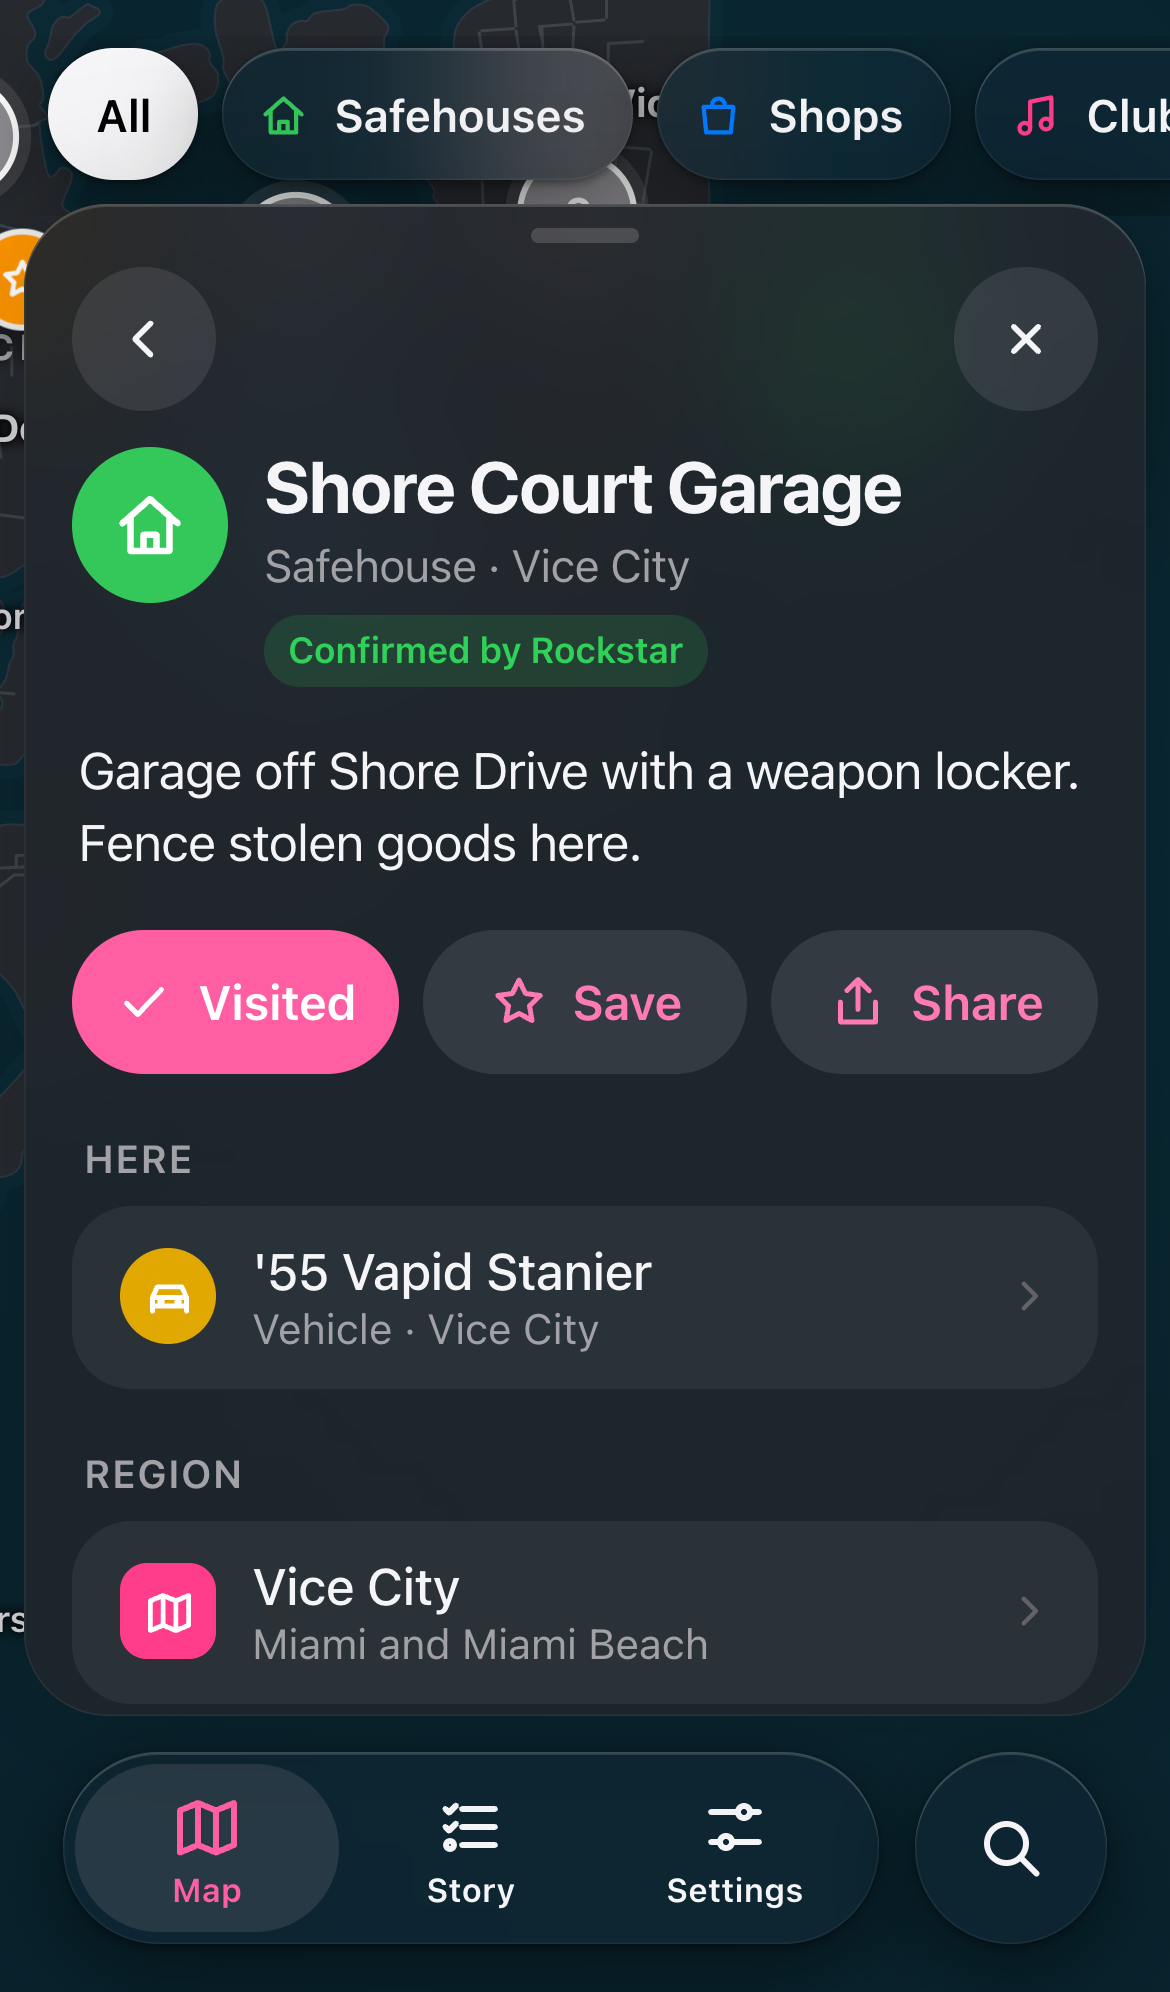 All
Safehouses
Shops
Shore Court Garage
Safehouse · Vice City
Confirmed by Rockstar
Garage off Shore Drive with a weapon locker.
Fence stolen goods here.
Visited
Save
Share
HERE
'55 Vapid Stanier
Vehicle · Vice City
REGION
Vice City
Miami and Miami Beach
Map
Story
Settings